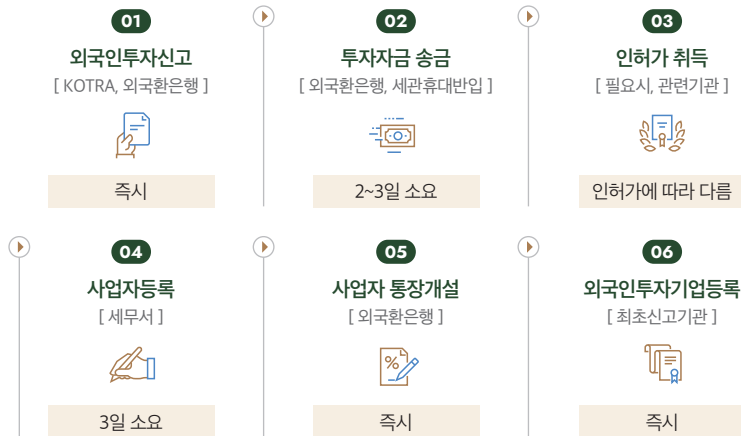 01
외국인투자신고
[ KOTRA, 외국환은행 ]
즉시
02
투자자금 송금
[ 외국환은행, 세관휴대반입 ]
2~3일 소요
03
인허가 취득
[ 필요시, 관련기관 ]
인허가에 따라 다름
04
사업자등록
[ 세무서 ]
3일 소요
05
사업자 통장개설
[ 외국환은행 ]
%
즉시
06
외국인투자기업등록
[ 최초신고기관 ]
즉시